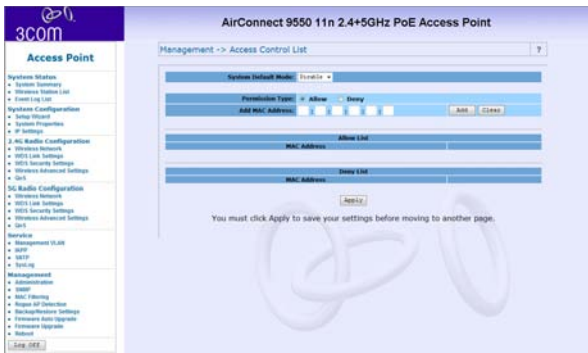 3com
AirConnect 9550 11n 2.4+5GHz PoE Access Point
Access Point
Management -> Access Control List
?
System Status
System Summary
Wireless Station List
Event Log List
System Configuration
Setup Wizard
System Properties
IP Settings
2.4G Radio Configuration
Wireless Network
WDS Link Settings
WDS Security Settings
Wireless Advanced Settings
QoS
5G Radio Configuration
Wireless Network
WDS Link Settings
WDS Security Settings
Wireless Advanced Settings
QoS
Service
Management VLAN
IAPP
SNTP
SysLog
Management
Administrative
SNMP
MAC Filtering
Rogue AP Detection
Backup/Restore Settings
Firmware Auto Upgrade
Firmware Upgrade
Reboot
Log Off
System Default Mode: Disable
Permission Type: Allow Deny
Add MAC Address: : : : : : Add Clear
Allow List
MAC Address
Deny List
MAC Address
Apply
You must click Apply to save your settings before moving to another page.